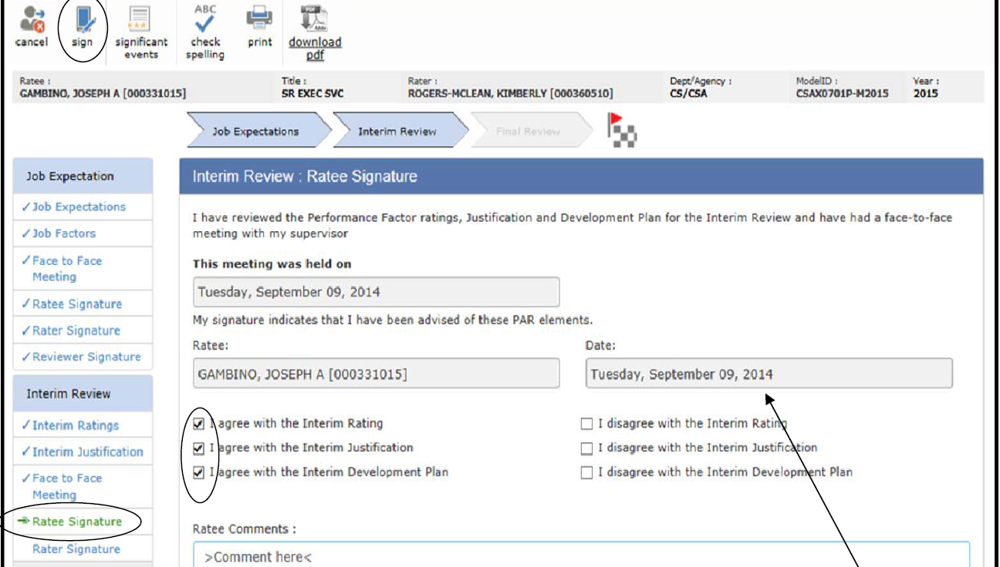 cancel
sign
significant
events
ABC
check
spelling
print
download
pdf
Ratee :
GAMBINO, JOSEPH A [000331015]
Title :
SR EXEC SVC
Rater :
ROGERS-MCLEAN, KIMBERLY [000360510]
Dept/Agency :
CS/CSA
ModelID :
CSAX0701P-M2015
Year :
2015
Job Expectations
Interim Review
Final Review
Job Expectation
✓Job Expectations
✓Job Factors
✓Face to Face
Meeting
✓Ratee Signature
✓Rater Signature
✓Reviewer Signature
Interim Review
✓Interim Ratings
✓Interim Justification
✓Face to Face
Meeting
Ratee Signature
Rater Signature
Interim Review : Ratee Signature
I have reviewed the Performance Factor ratings, Justification and Development Plan for the Interim Review and have had a face-to-face
meeting with my supervisor
This meeting was held on
Tuesday, September 09, 2014
My signature indicates that I have been advised of these PAR elements.
Ratee:
Date:
GAMBINO, JOSEPH A [000331015]
Tuesday, September 09, 2014
I agree with the Interim Rating
I disagree with the Interim Rating
I agree with the Interim Justification
I disagree with the Interim Justification
I agree with the Interim Development Plan
I disagree with the Interim Development Plan
Ratee Comments :
>Comment here<